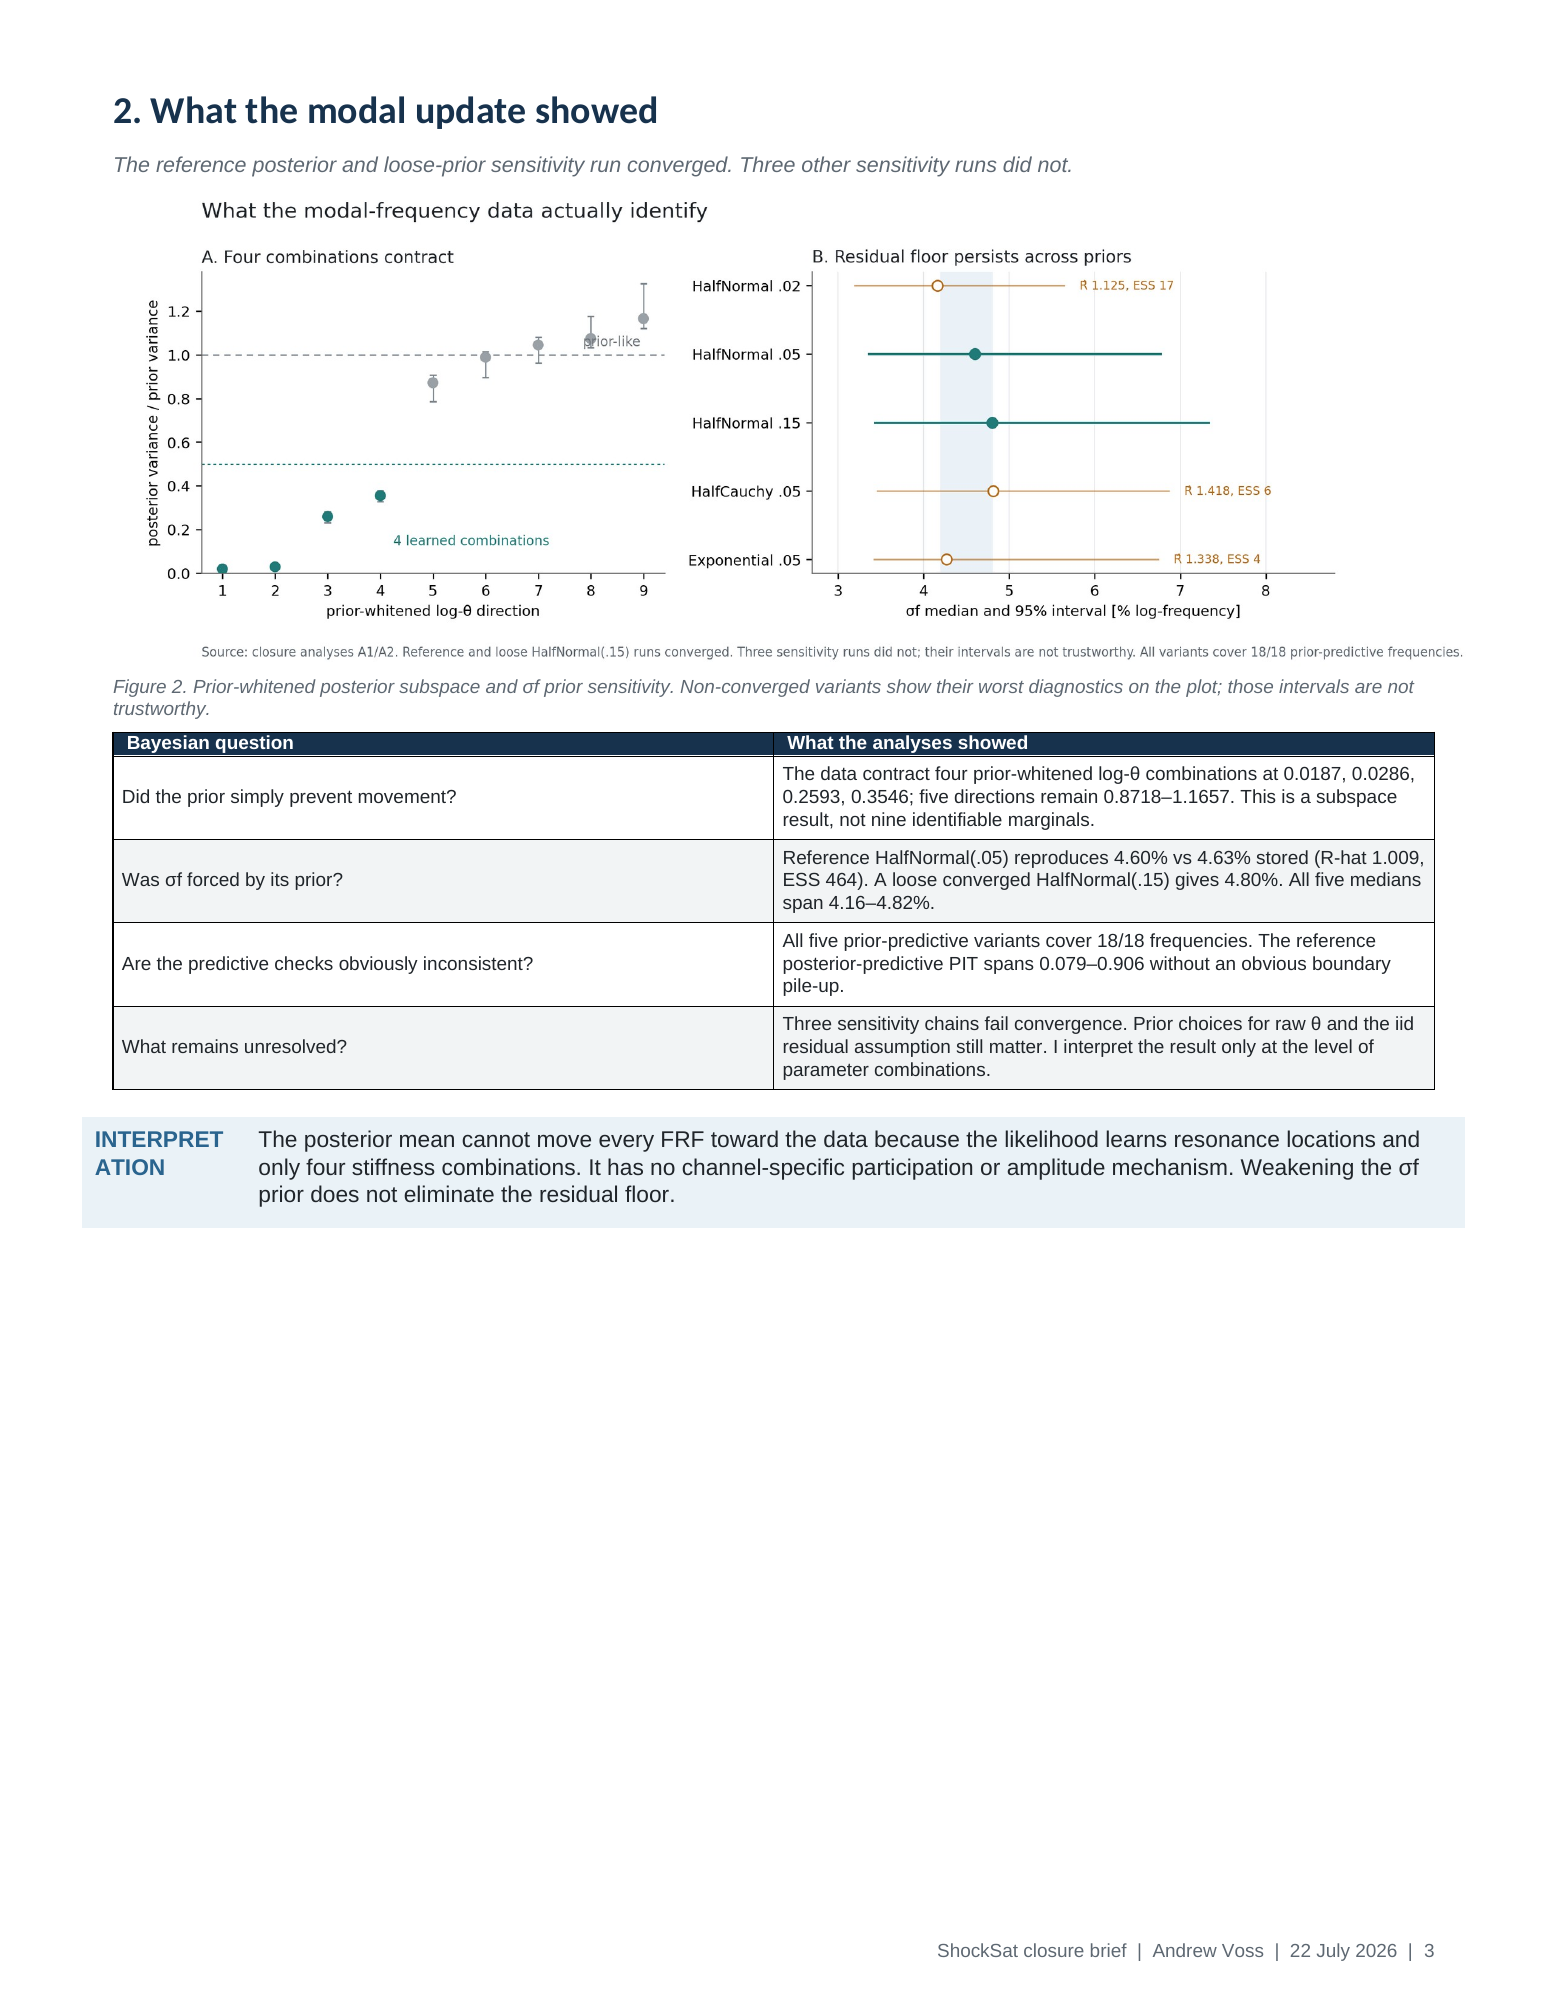 2. What the modal update showed
The reference posterior and loose-prior sensitivity run converged. Three other sensitivity runs did not.
What the modal-frequency data actually identify
A. Four combinations contract
posterior variance / prior variance
1.2
1.0
0.8
0.6
0.4
0.2
0.0
prior-like
4 learned combinations
1 2 3 4 5 6 7 8 9
prior-whitened log-θ direction
B. Residual floor persists across priors
HalfNormal .02
R̂ 1.125, ESS 17
HalfNormal .05
HalfNormal .15
HalfCauchy .05
R̂ 1.418, ESS 6
Exponential .05
R̂ 1.338, ESS 4
3 4 5 6 7 8
σf median and 95% interval [% log-frequency]
Source: closure analyses A1/A2. Reference and loose HalfNormal(.15) runs converged. Three sensitivity runs did not; their intervals are not trustworthy. All variants cover 18/18 prior-predictive frequencies.
Figure 2. Prior-whitened posterior subspace and σf prior sensitivity. Non-converged variants show their worst diagnostics on the plot; those intervals are not
trustworthy.
Bayesian question
What the analyses showed
Did the prior simply prevent movement?
The data contract four prior-whitened log-θ combinations at 0.0187, 0.0286,
0.2593, 0.3546; five directions remain 0.8718–1.1657. This is a subspace
result, not nine identifiable marginals.
Was σf forced by its prior?
Reference HalfNormal(.05) reproduces 4.60% vs 4.63% stored (R-hat 1.009,
ESS 464). A loose converged HalfNormal(.15) gives 4.80%. All five medians
span 4.16–4.82%.
Are the predictive checks obviously inconsistent?
All five prior-predictive variants cover 18/18 frequencies. The reference
posterior-predictive PIT spans 0.079–0.906 without an obvious boundary
pile-up.
What remains unresolved?
Three sensitivity chains fail convergence. Prior choices for raw θ and the iid
residual assumption still matter. I interpret the result only at the level of
parameter combinations.
INTERPRET
ATION
The posterior mean cannot move every FRF toward the data because the likelihood learns resonance locations and
only four stiffness combinations. It has no channel-specific participation or amplitude mechanism. Weakening the σf
prior does not eliminate the residual floor.
ShockSat closure brief | Andrew Voss | 22 July 2026 | 3